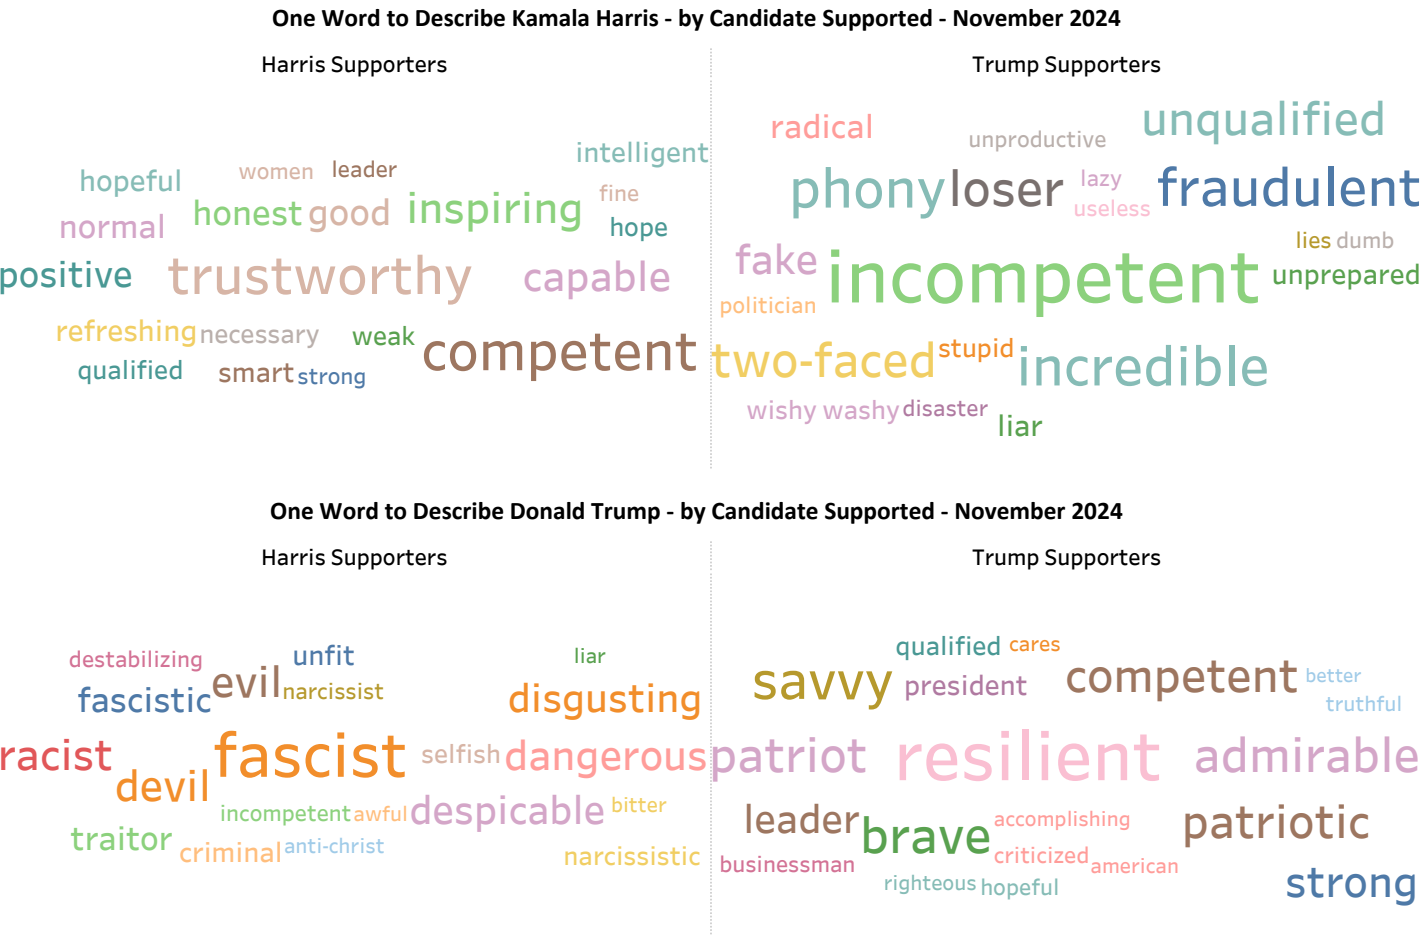 One Word to Describe Kamala Harris - by Candidate Supported - November 2024
Harris Supporters
intelligent
women leader
hopeful
fine
honest good inspiring
normal
hope
positive trustworthy capable
refreshing necessary weak
competent
qualified smart strong
Trump Supporters
unqualified
radical
unproductive
phony loser lazy fraudulent
useless
lies dumb
fake incompetent unprepared
politician
two-faced stupid incredible
wishy washy disaster
liar
One Word to Describe Donald Trump - by Candidate Supported - November 2024
Harris Supporters
destabilizing unfit liar
evil narcissist
fascistic disgusting
racist fascist selfish dangerous
devil
incompetent awful despicable bitter
traitor
criminal anti-christ narcissistic
Trump Supporters
qualified cares
savvy president competent better
truthful
patriot resilient admirable
leader brave accomplishing patriotic
businessman criticized american
righteous hopeful strong